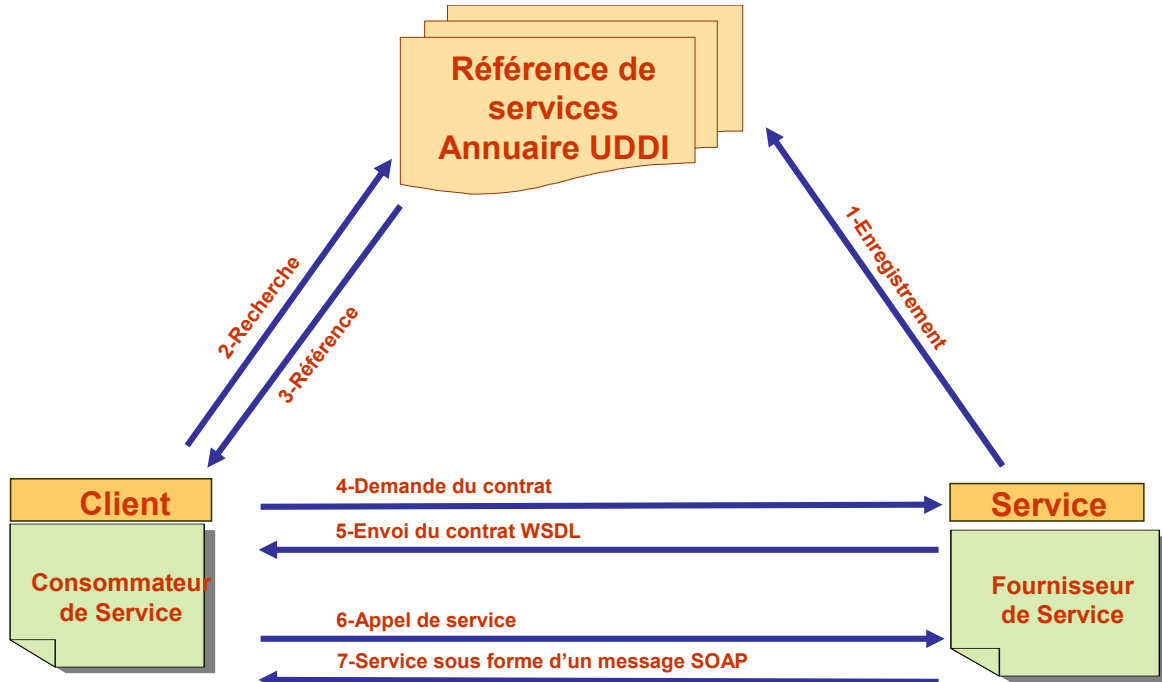 Référence de
services
Annuaire UDDI
1-Enregistrement
2-Recherche
3-Référence
Client
4-Demande du contrat
Service
5-Envoi du contrat WSDL
Consommateur
de Service
Fournisseur
de Service
6-Appel de service
7-Service sous forme d'un message SOAP